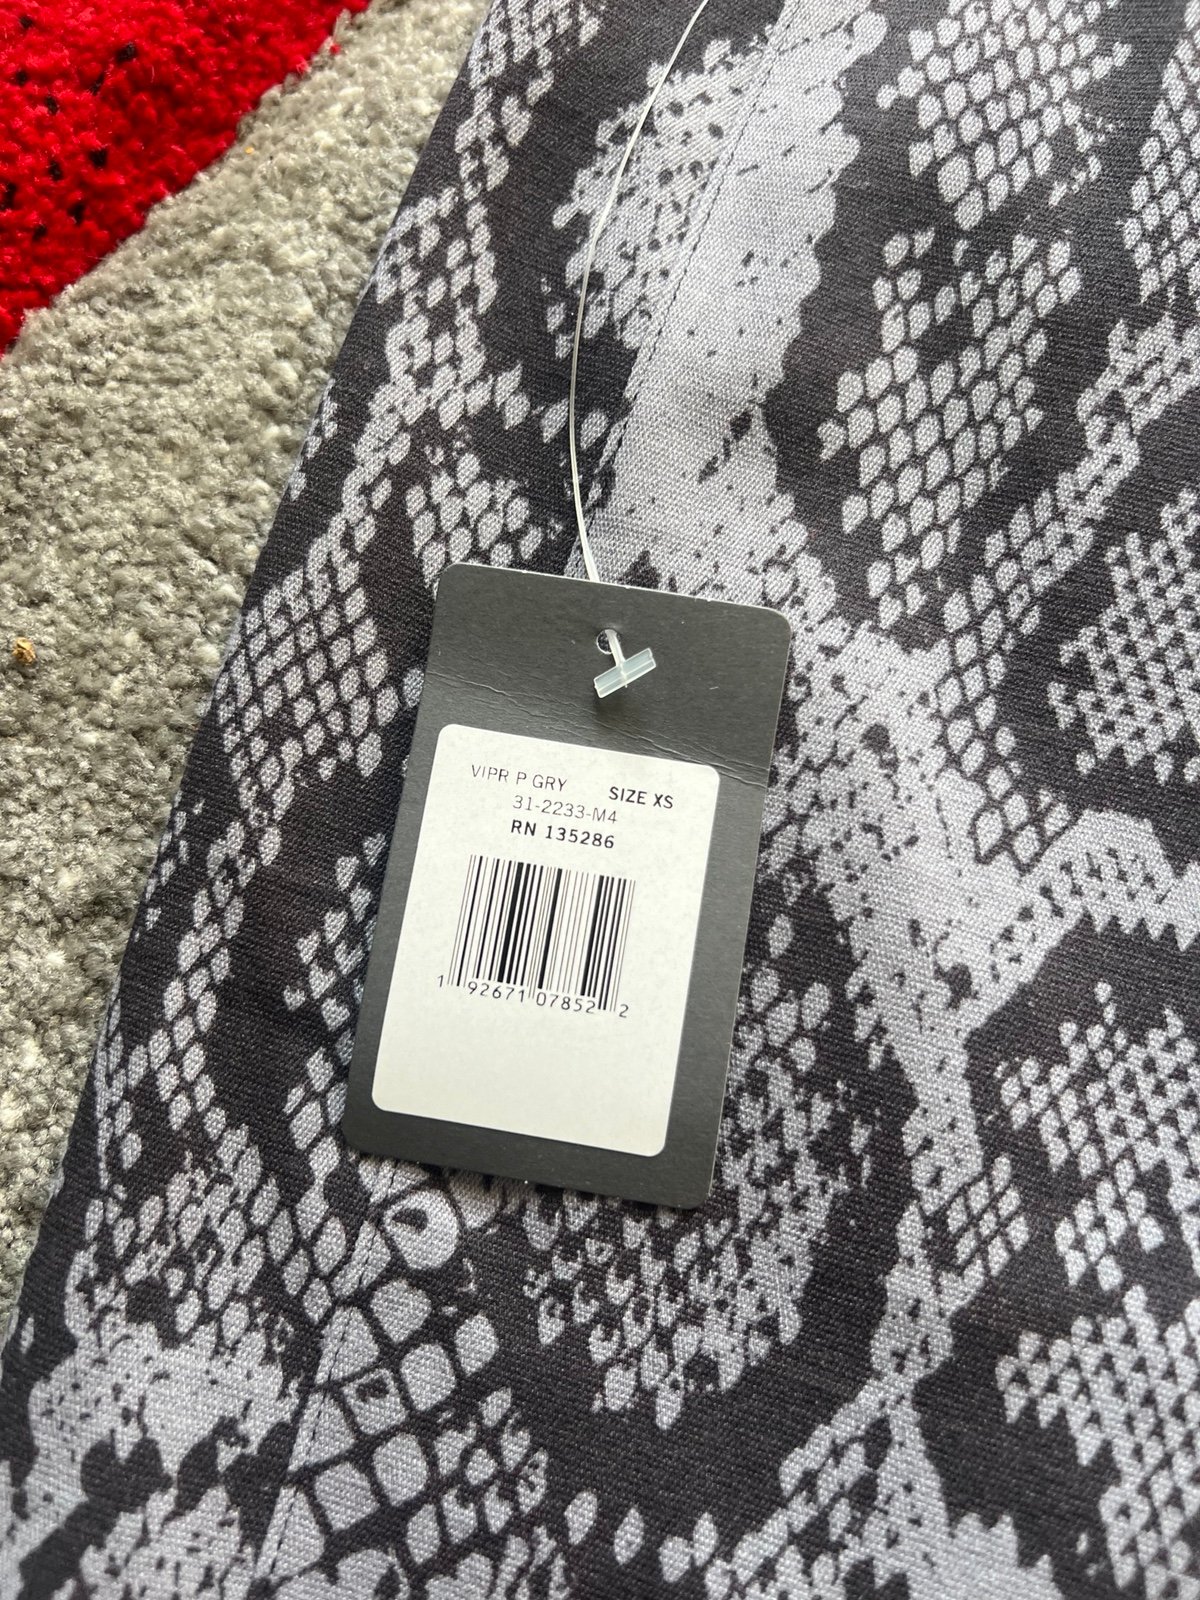 VIPR P GRY SIZE XS
31-2233-M4
RN 135286
1 92671 07852 2